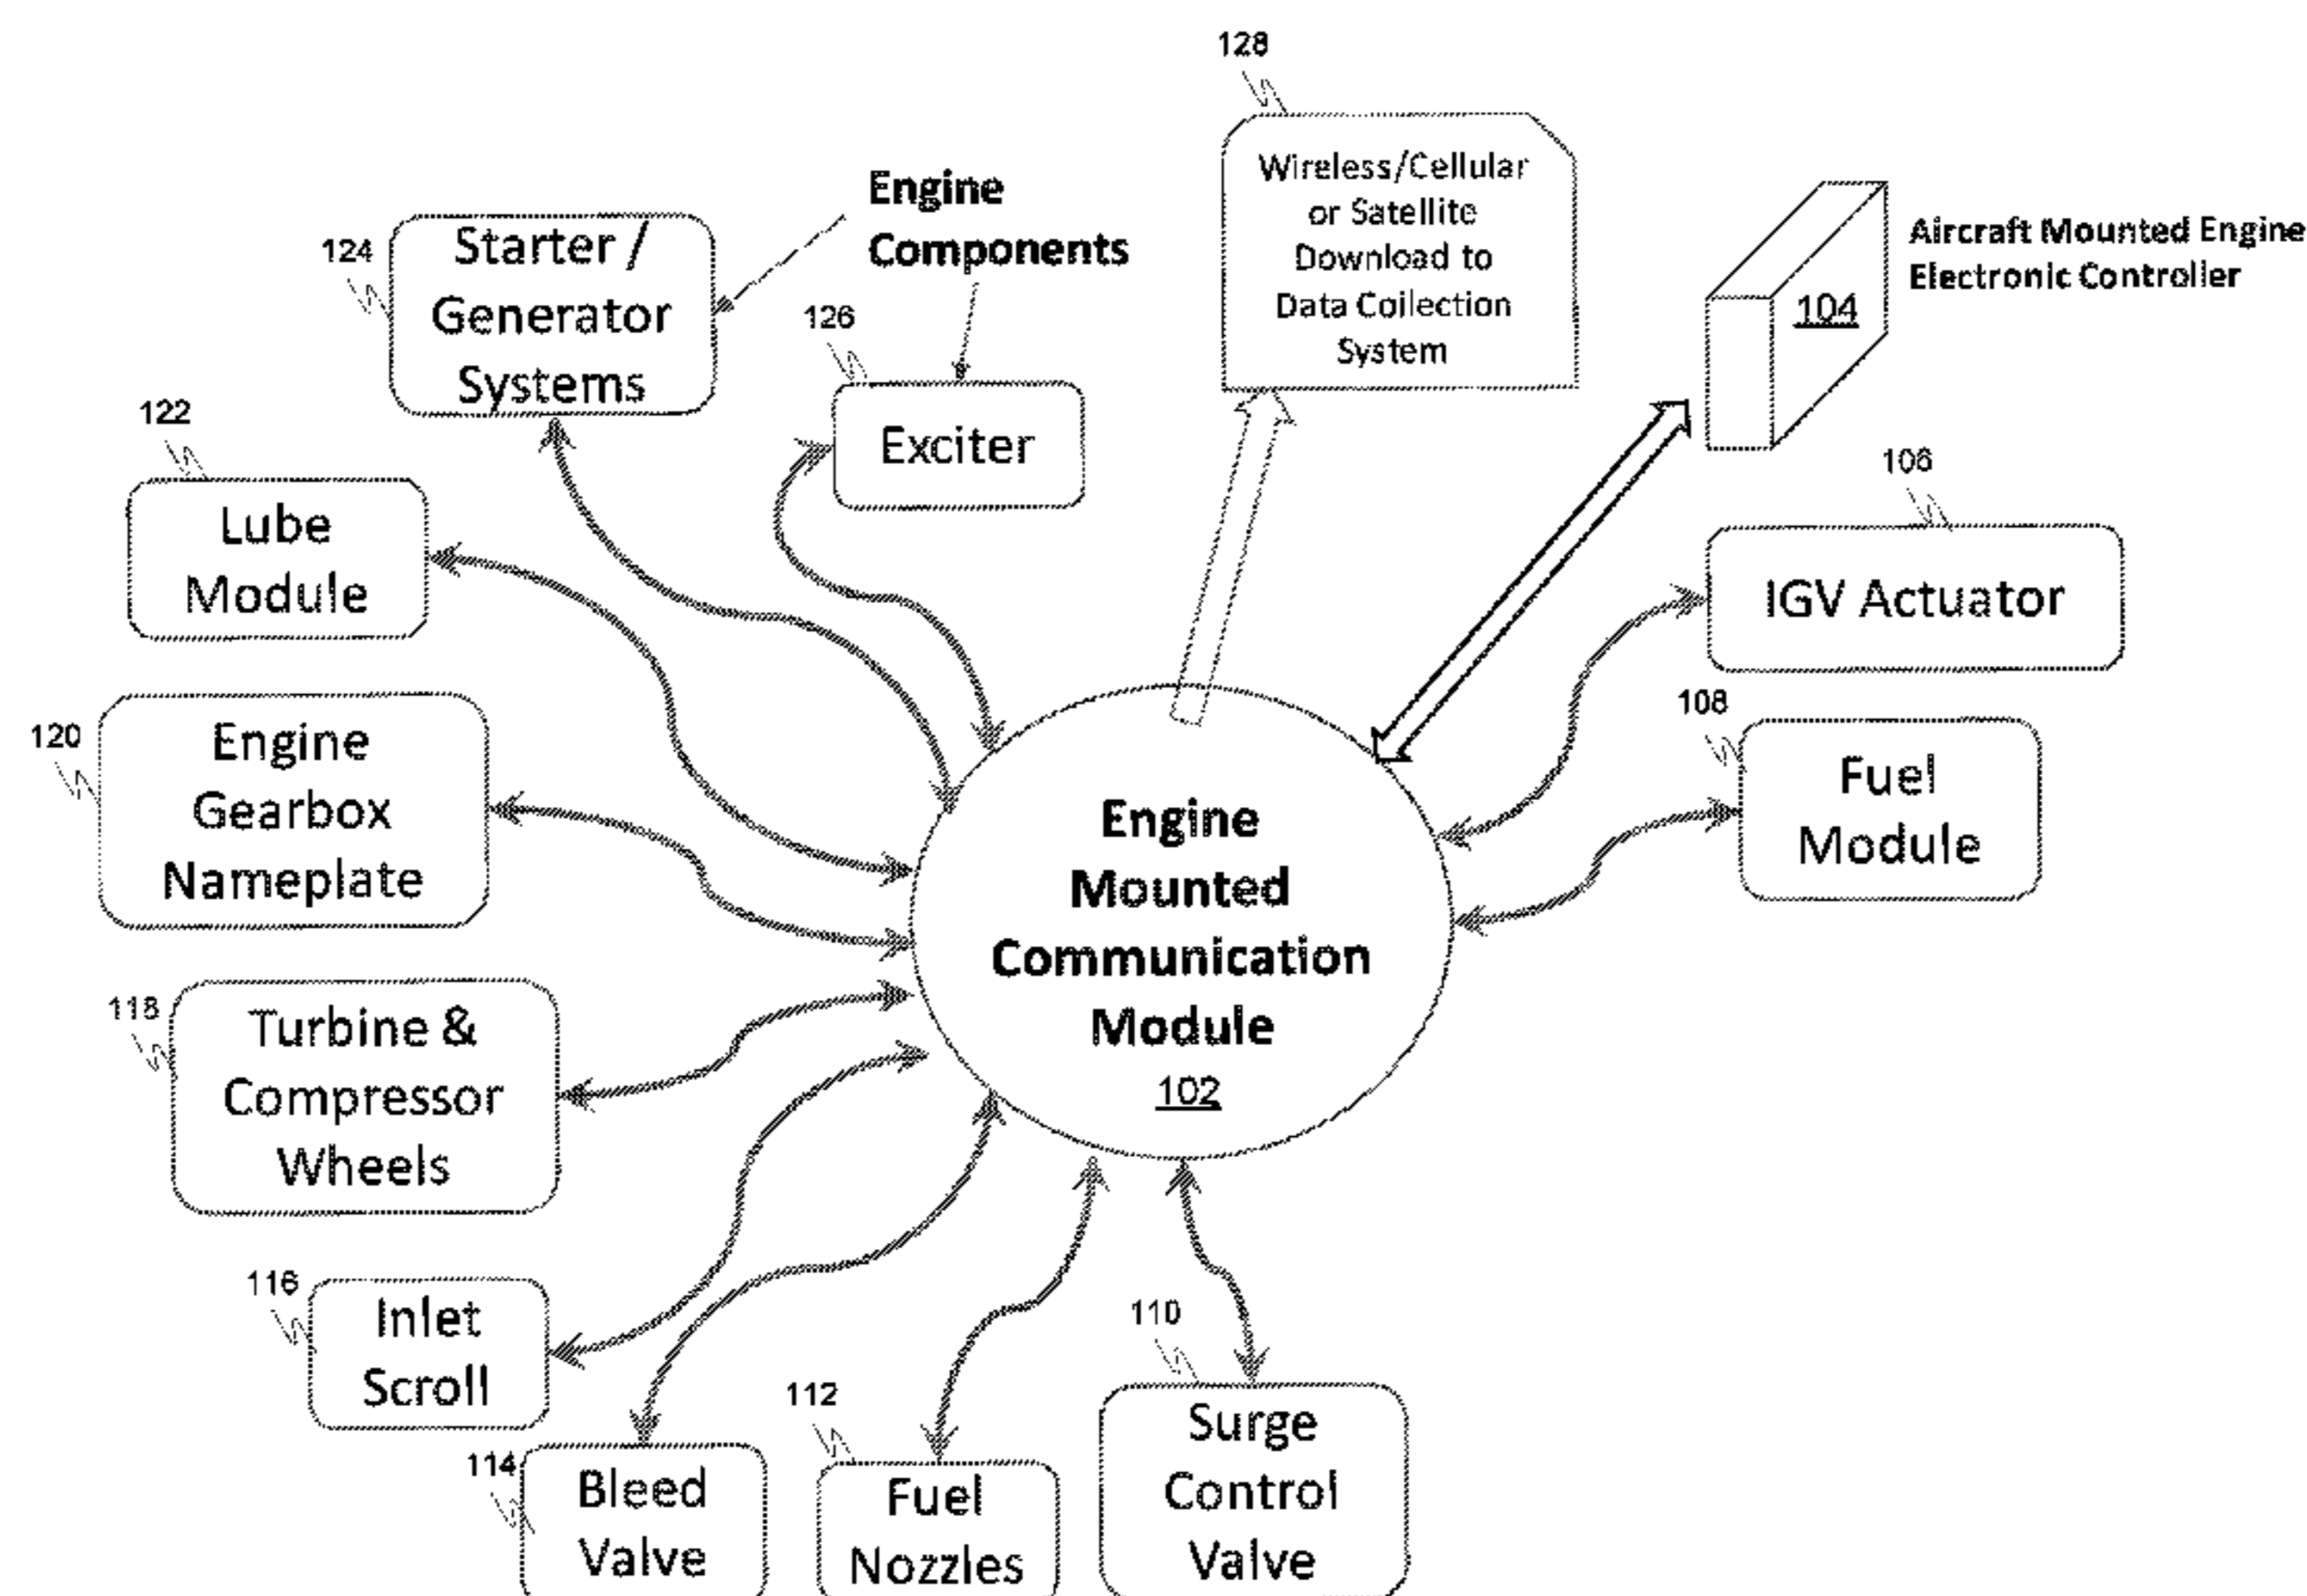 128
Wireless/Cellular
or Satellite
Download to
Data Collection
System
Engine
Components
124
Starter /
Generator
Systems
126
Exciter
104
Aircraft Mounted Engine
Electronic Controller
122
Lube
Module
106
IGV Actuator
120
Engine
Gearbox
Nameplate
108
Fuel
Module
Engine
Mounted
Communication
Module
102
118
Turbine &
Compressor
Wheels
116
Inlet
Scroll
114
Bleed
Valve
112
Fuel
Nozzles
110
Surge
Control
Valve